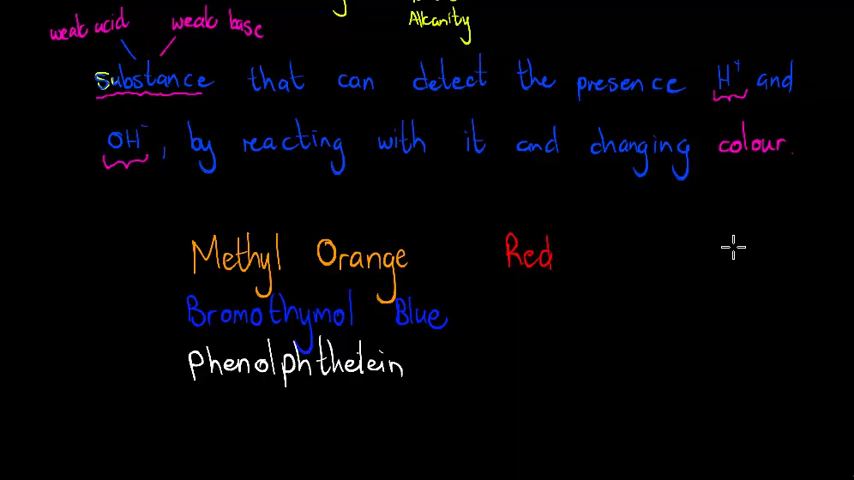 Alkanity
weak acid weak base
substance that can detect the presence H⁺ and
OH⁻, by reacting with it and changing colour.
Methyl Orange Red
Bromothymol Blue
Phenolphthelein